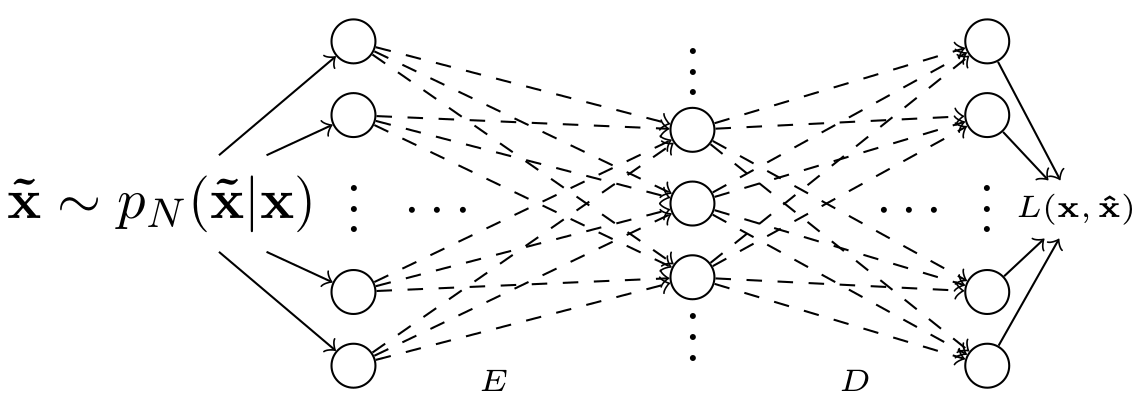 x̃ ∼ p_N(x̃|x)
L(x, x̂)
E
D